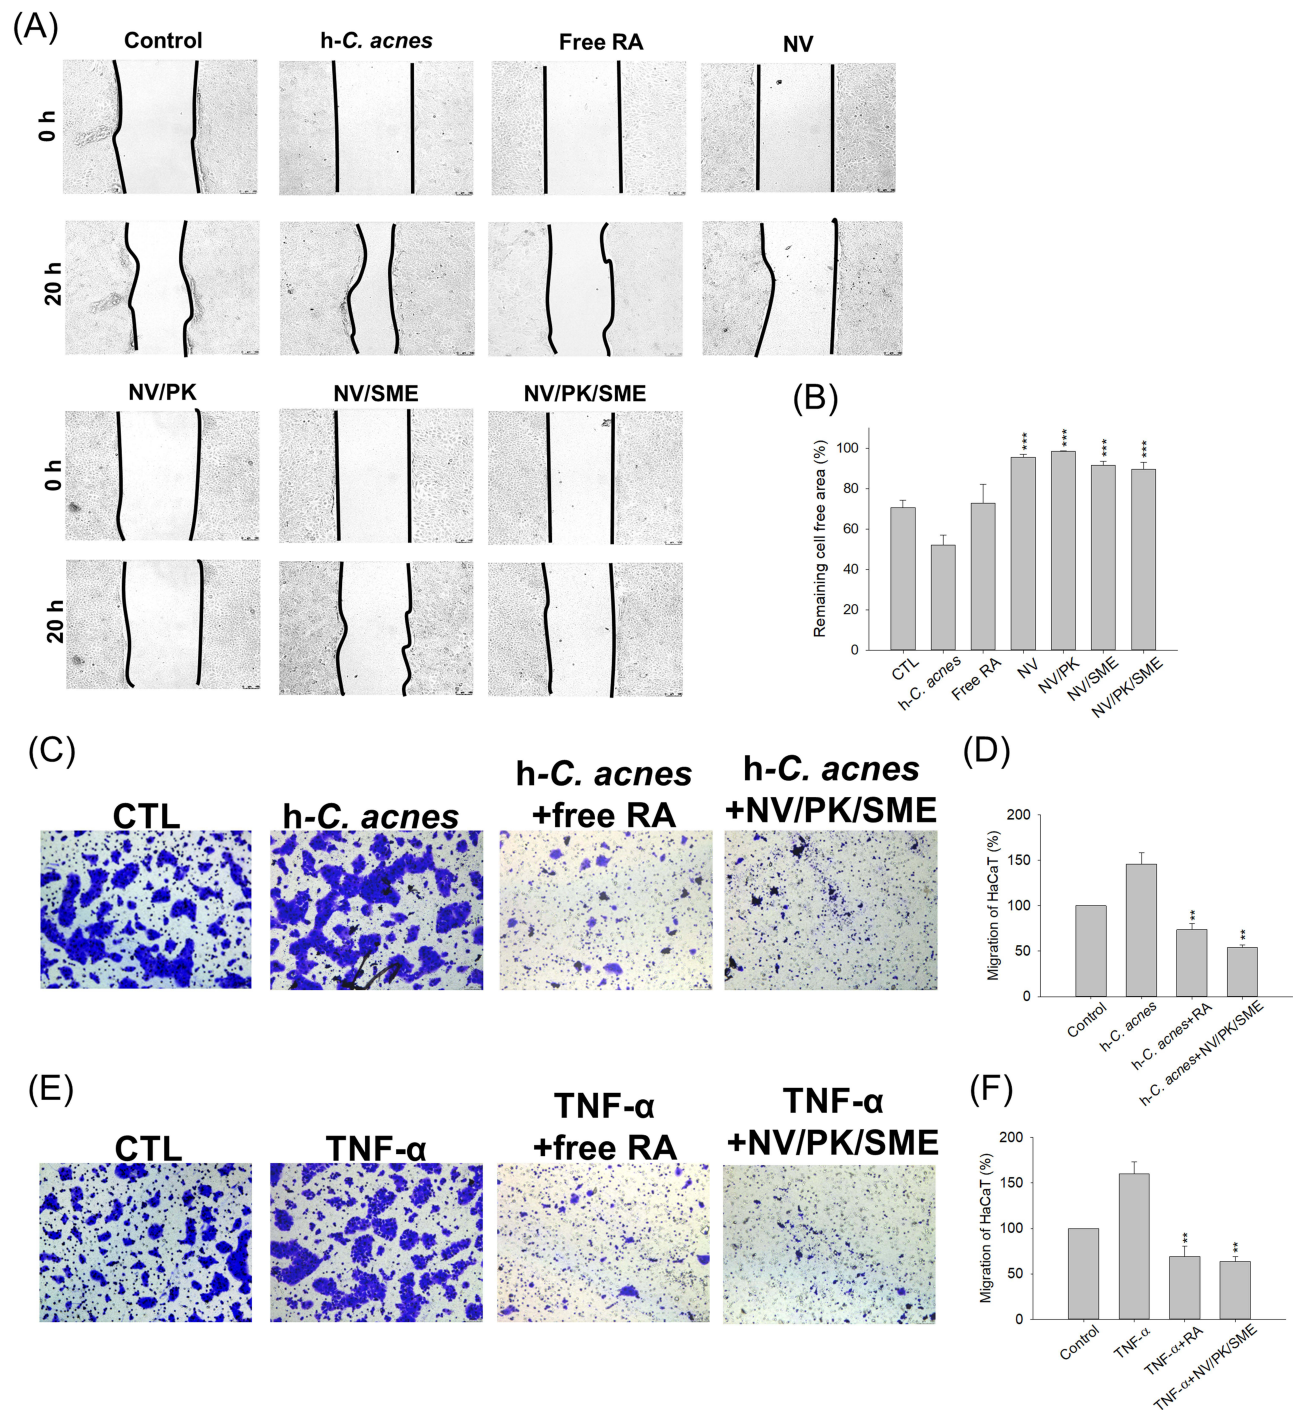 (A)
Control
h-C. acnes
Free RA
NV
0 h
20 h
NV/PK
NV/SME
NV/PK/SME
0 h
20 h
(B)
Remaining cell free area (%)
100
80
60
40
20
0
***
***
***
***
CTL
h-C. acnes
Free RA
NV
NV/PK
NV/SME
NV/PK/SME
(C)
CTL
h-C. acnes
h-C. acnes
+free RA
h-C. acnes
+NV/PK/SME
(D)
Migration of HaCaT (%)
200
150
100
50
0
**
**
Control
h-C. acnes
h-C. acnes+RA
h-C. acnes+NV/PK/SME
(E)
CTL
TNF-α
TNF-α
+free RA
TNF-α
+NV/PK/SME
(F)
Migration of HaCaT (%)
200
150
100
50
0
**
**
Control
TNF-α
TNF-α+RA
TNF-α+NV/PK/SME